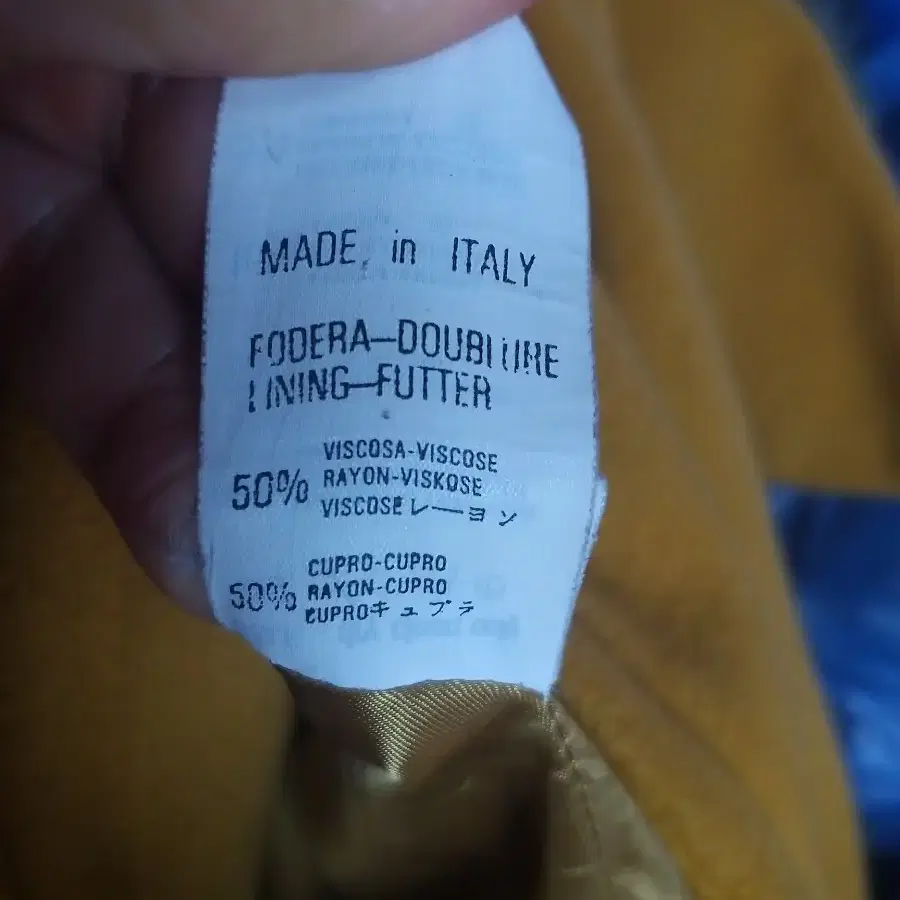 MADE in ITALY
FODERA—DOUBLURE
LINING—FUTTER
50% VISCOSA-VISCOSE
RAYON-VISKOSE
VISCOSE レーヨン
50% CUPRO-CUPRO
RAYON-CUPRO
CUPRO キュプラ